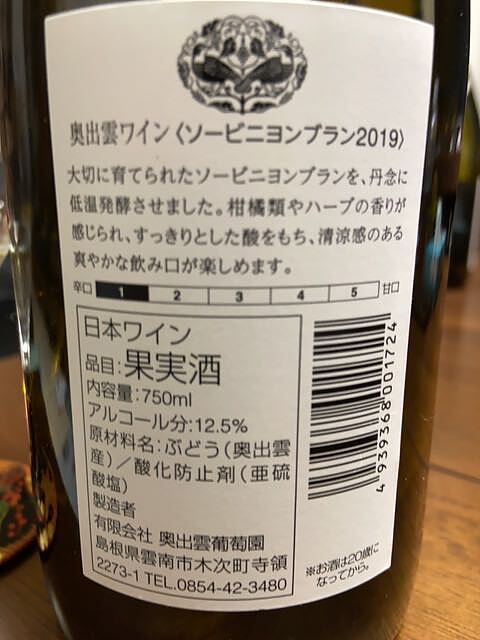 奥出雲ワイン〈ソービニヨンブラン2019〉
大切に育てられたソービニヨンブランを、丹念に
低温発酵させました。柑橘類やハーブの香りが
感じられ、すっきりとした酸をもち、清涼感のある
爽やかな飲み口が楽しめます。
辛口 1 2 3 4 5 甘口
日本ワイン
品目:果実酒
内容量:750ml
アルコール分:12.5%
原材料名:ぶどう(奥出雲
産)/酸化防止剤(亜硫
酸塩)
製造者
有限会社 奥出雲葡萄園
島根県雲南市木次町寺領
2273-1 TEL.0854-42-3480
4939368001724
※お酒は20歳に
なってから。